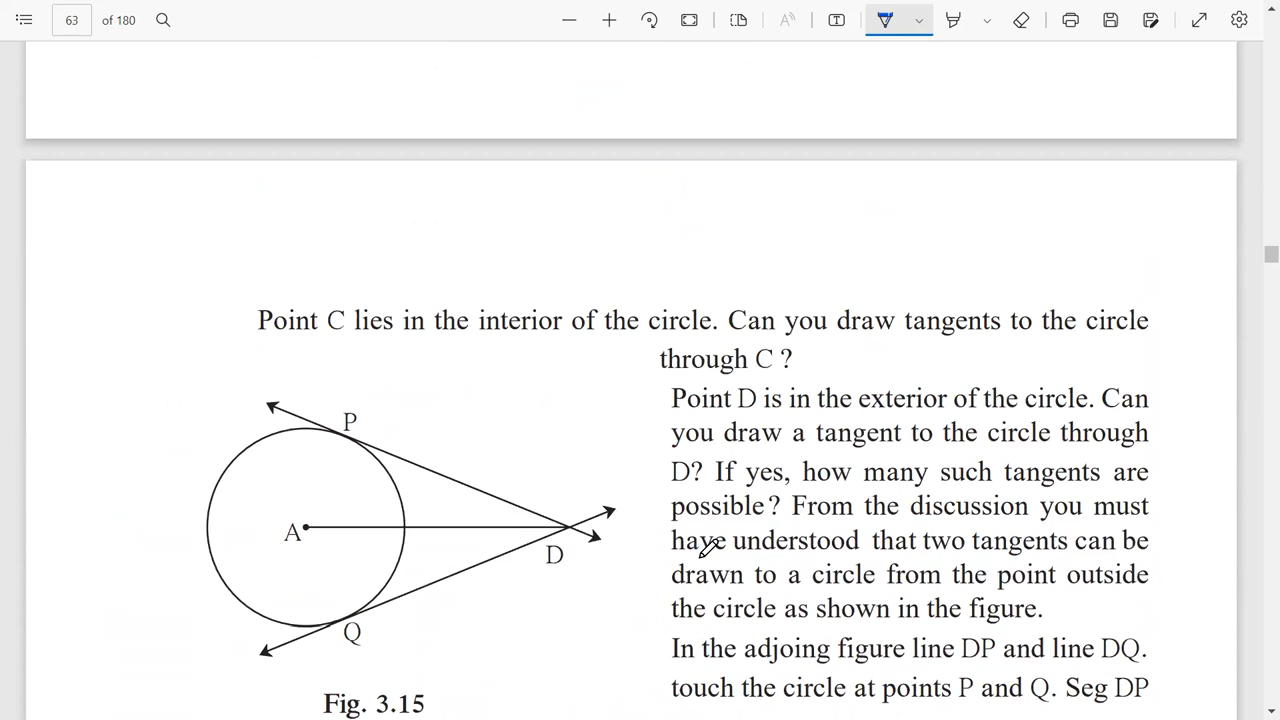 63 of 180
Point C lies in the interior of the circle. Can you draw tangents to the circle
through C ?
Point D is in the exterior of the circle. Can
you draw a tangent to the circle through
D? If yes, how many such tangents are
possible? From the discussion you must
have understood that two tangents can be
drawn to a circle from the point outside
the circle as shown in the figure.
In the adjoing figure line DP and line DQ.
touch the circle at points P and Q. Seg DP
P
A
D
Q
Fig. 3.15